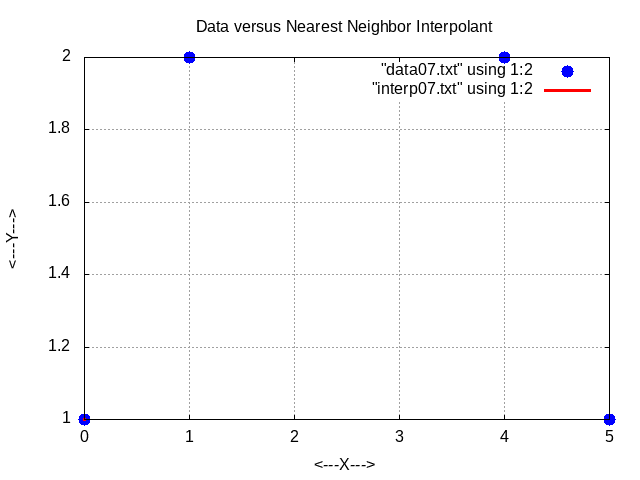 Data versus Nearest Neighbor Interpolant
"data07.txt" using 1:2
"interp07.txt" using 1:2
2
1.8
1.6
1.4
1.2
1
<---Y--->
0 1 2 3 4 5
<---X--->